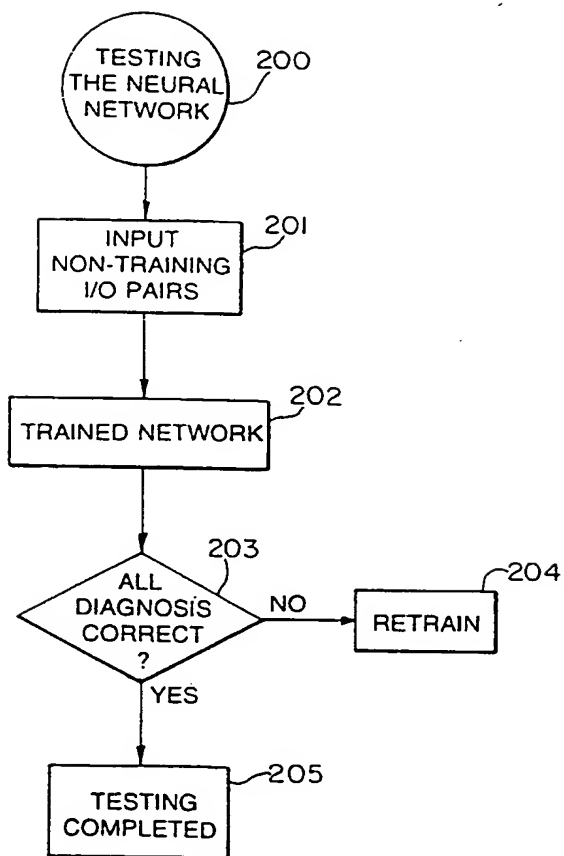 TESTING
THE NEURAL
NETWORK
200
INPUT
NON-TRAINING
I/O PAIRS
201
TRAINED NETWORK
202
ALL
DIAGNOSIS
CORRECT
?
203
NO
RETRAIN
204
YES
TESTING
COMPLETED
205